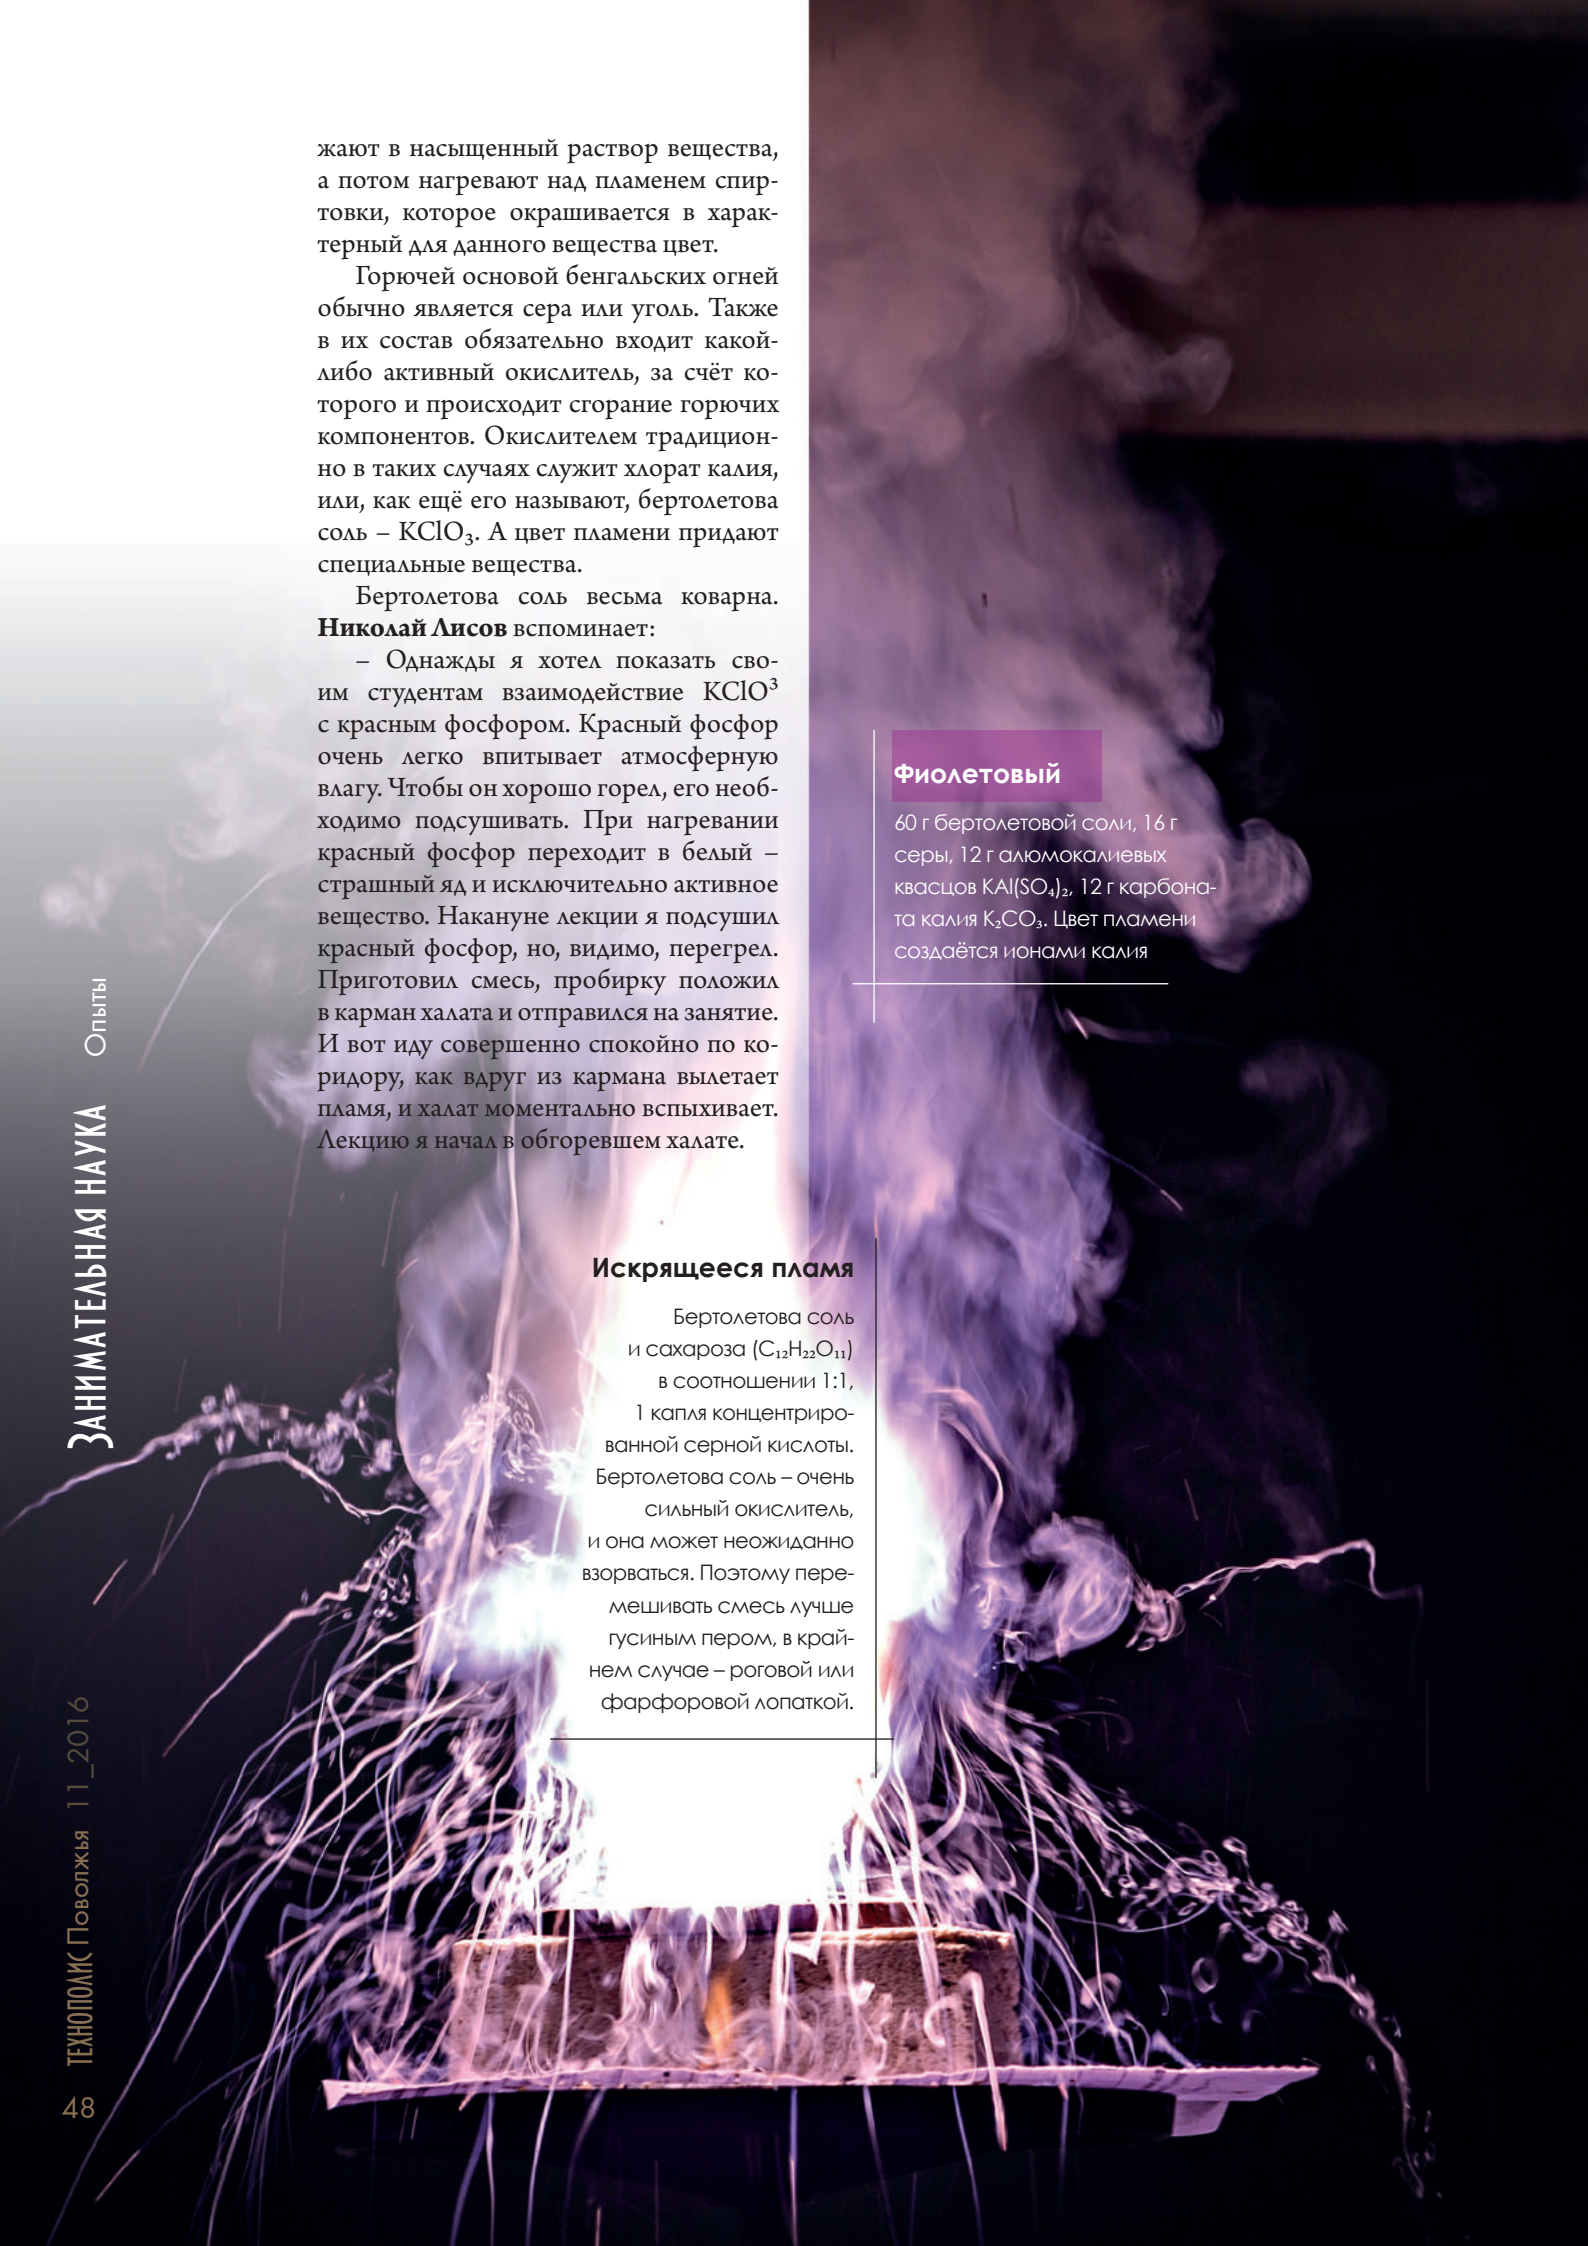 жают в насыщенный раствор вещества,
а потом нагревают над пламенем спир-
товки, которое окрашивается в харак-
терный для данного вещества цвет.
Горючей основой бенгальских огней
обычно является сера или уголь. Также
в их состав обязательно входит какой-
либо активный окислитель, за счёт ко-
торого и происходит сгорание горючих
компонентов. Окислителем традицион-
но в таких случаях служит хлорат калия,
или, как ещё его называют, бертолетова
соль – KClO₃. А цвет пламени придают
специальные вещества.
Бертолетова соль весьма коварна.
Николай Лисов вспоминает:
– Однажды я хотел показать сво-
им студентам взаимодействие KClO³
с красным фосфором. Красный фосфор
очень легко впитывает атмосферную
влагу. Чтобы он хорошо горел, его необ-
ходимо подсушивать. При нагревании
красный фосфор переходит в белый –
страшный яд и исключительно активное
вещество. Накануне лекции я подсушил
красный фосфор, но, видимо, перегрел.
Приготовил смесь, пробирку положил
в карман халата и отправился на занятие.
И вот иду совершенно спокойно по ко-
ридору, как вдруг из кармана вылетает
пламя, и халат моментально вспыхивает.
Лекцию я начал в обгоревшем халате.
Фиолетовый
60 г бертолетовой соли, 16 г
серы, 12 г алюмокалиевых
квасцов KAl(SO₄)₂, 12 г карбона-
та калия K₂CO₃. Цвет пламени
создаётся ионами калия
Искрящееся пламя
Бертолетова соль
и сахароза (C₁₂H₂₂O₁₁)
в соотношении 1:1,
1 капля концентриро-
ванной серной кислоты.
Бертолетова соль – очень
сильный окислитель,
и она может неожиданно
взорваться. Поэтому пере-
мешивать смесь лучше
гусиным пером, в край-
нем случае – роговой или
фарфоровой лопаткой.
Занимательная наука Опыты
ТЕХНОПОЛИС Поволжья 11_2016
48